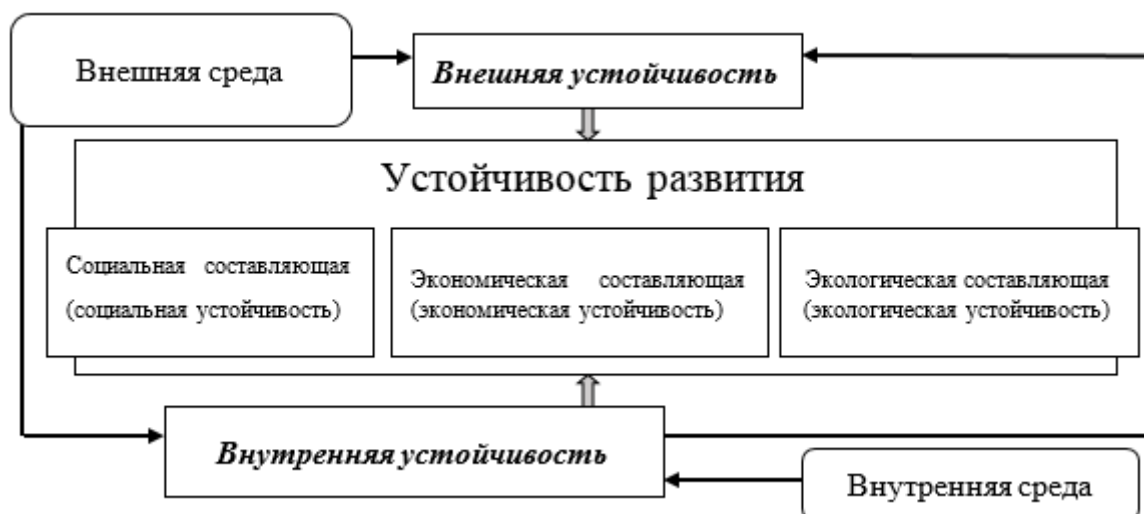 Внешняя среда
Внешняя устойчивость
Устойчивость развития
Социальная составляющая
(социальная устойчивость)
Экономическая составляющая
(экономическая устойчивость)
Экологическая составляющая
(экологическая устойчивость)
Внутренняя устойчивость
Внутренняя среда